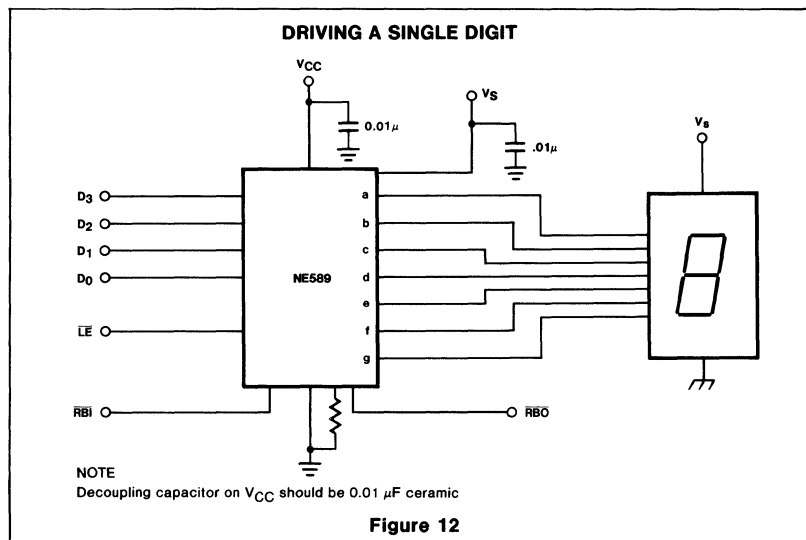 DRIVING A SINGLE DIGIT
VCC
VS
0.01μ
.01μ
Vs
D3
D2
D1
D0
LE
RBI
NE589
a
b
c
d
e
f
g
RBO
NOTE
Decoupling capacitor on VCC should be 0.01 μF ceramic
Figure 12